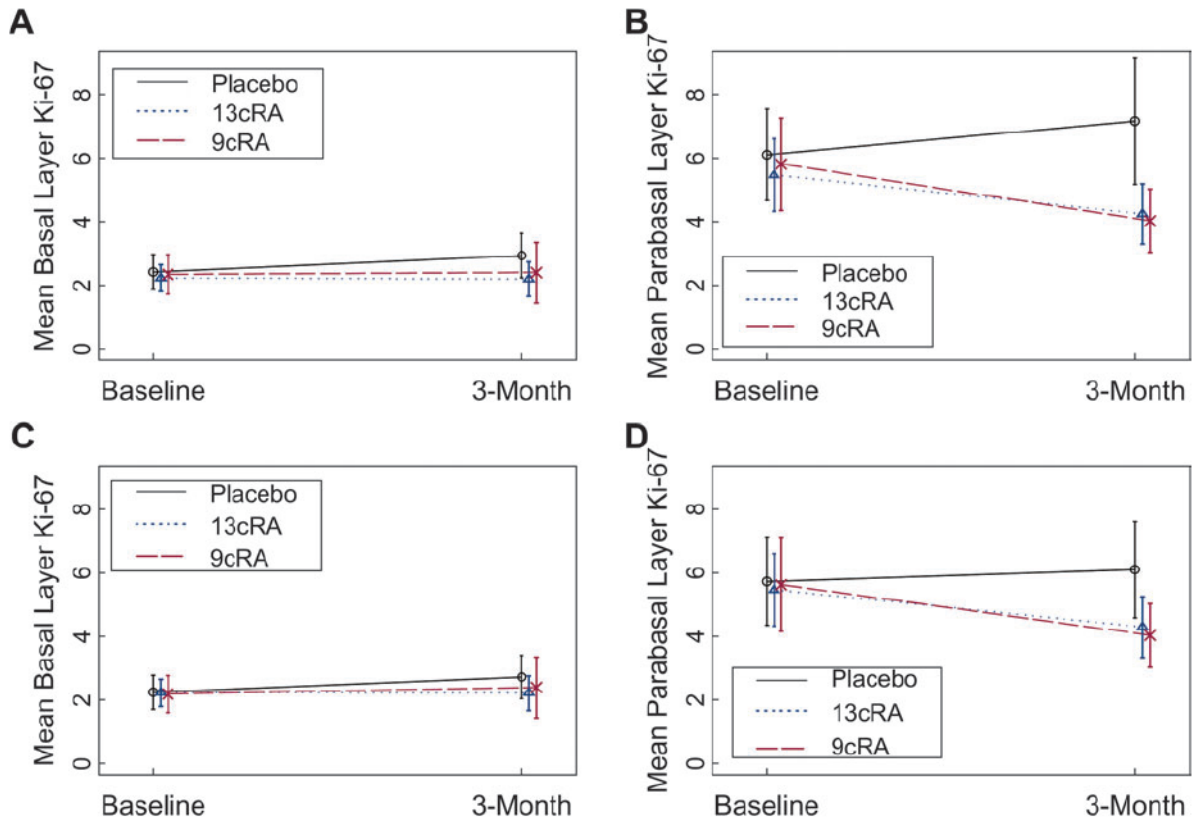 A
Mean Basal Layer Ki-67
8
6
4
2
0
Placebo
13cRA
9cRA
Baseline
3-Month
B
Mean Parabasal Layer Ki-67
8
6
4
2
0
Placebo
13cRA
9cRA
Baseline
3-Month
C
Mean Basal Layer Ki-67
8
6
4
2
0
Placebo
13cRA
9cRA
Baseline
3-Month
D
Mean Parabasal Layer Ki-67
8
6
4
2
0
Placebo
13cRA
9cRA
Baseline
3-Month